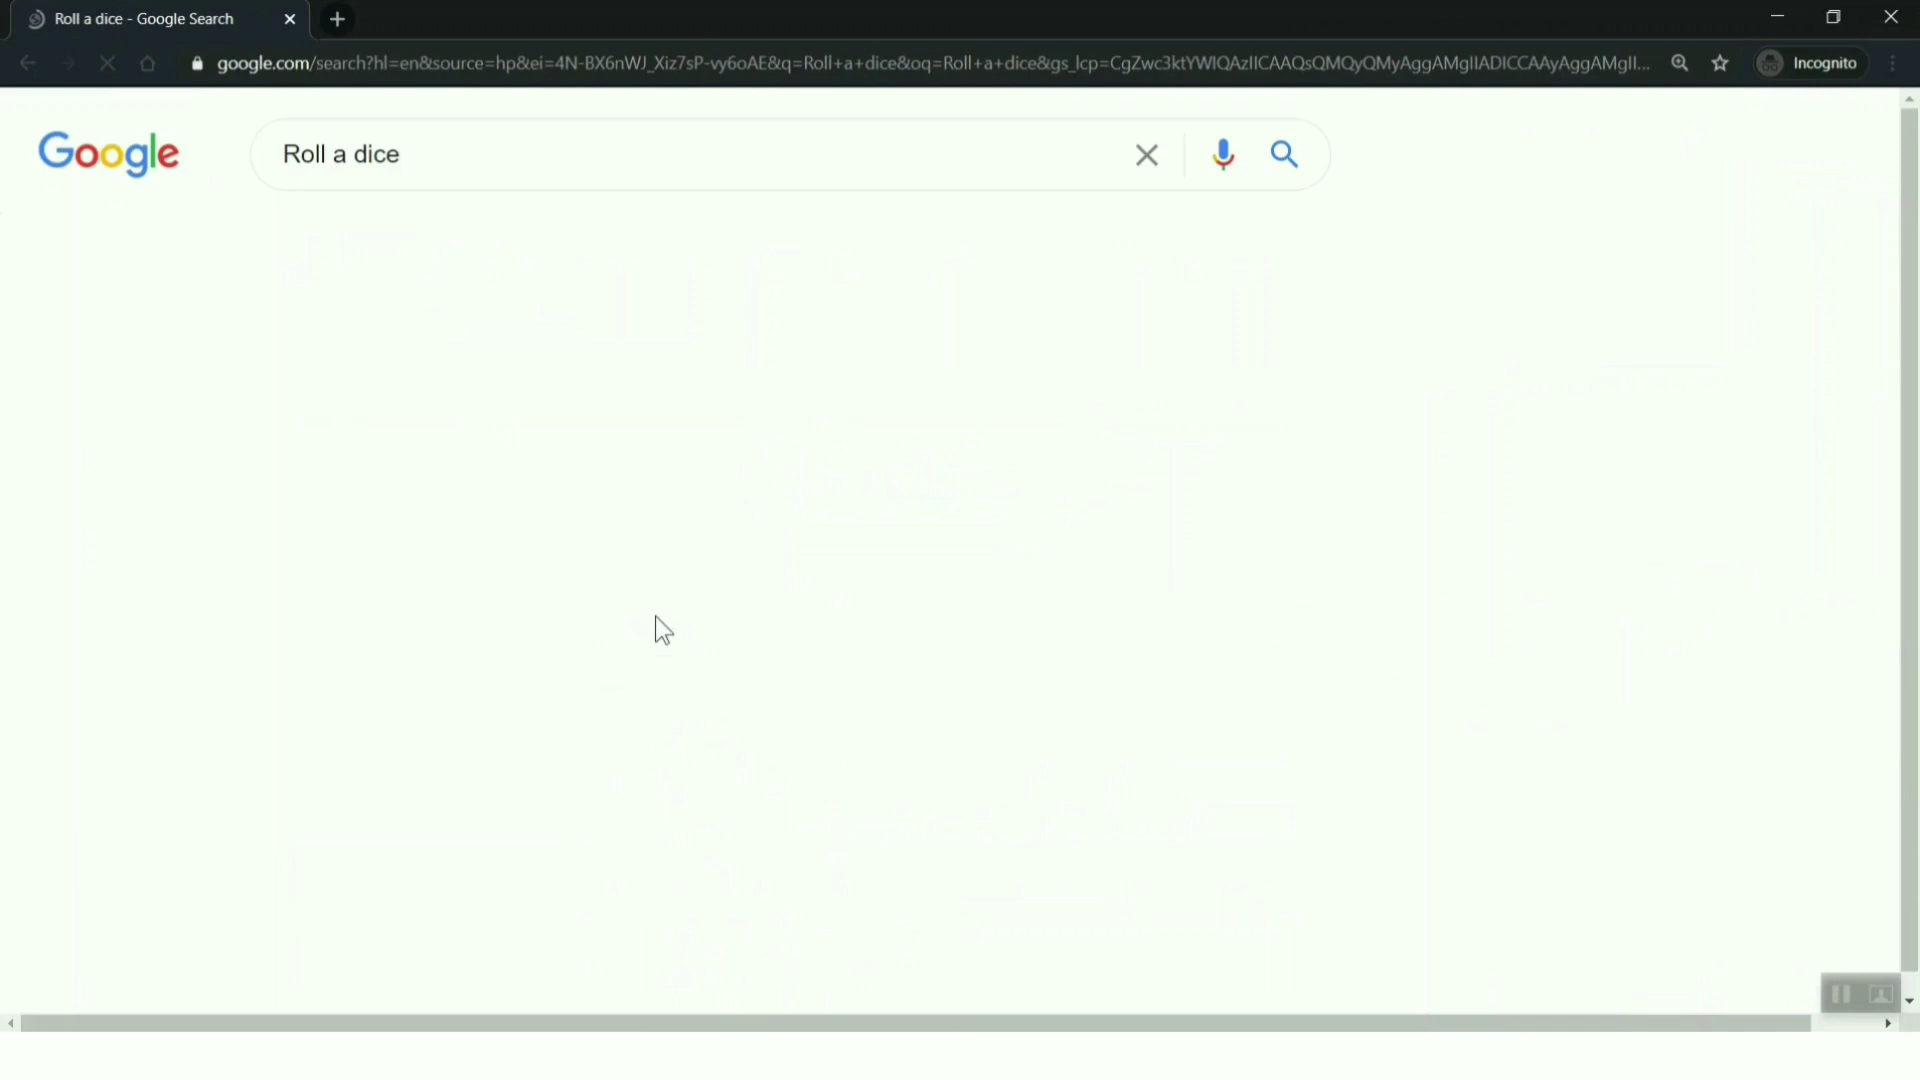 Roll a dice - Google Search
google.com/search?hl=en&source=hp&ei=4N-BX6nWJ_Xiz7sP-vy6oAE&q=Roll+a+dice&oq=Roll+a+dice&gs_lcp=CgZwc3ktYWIQAzIICAAQsQMQyQMyAggAMgIIADICCAAyAggAMgII...
Incognito
Google
Roll a dice